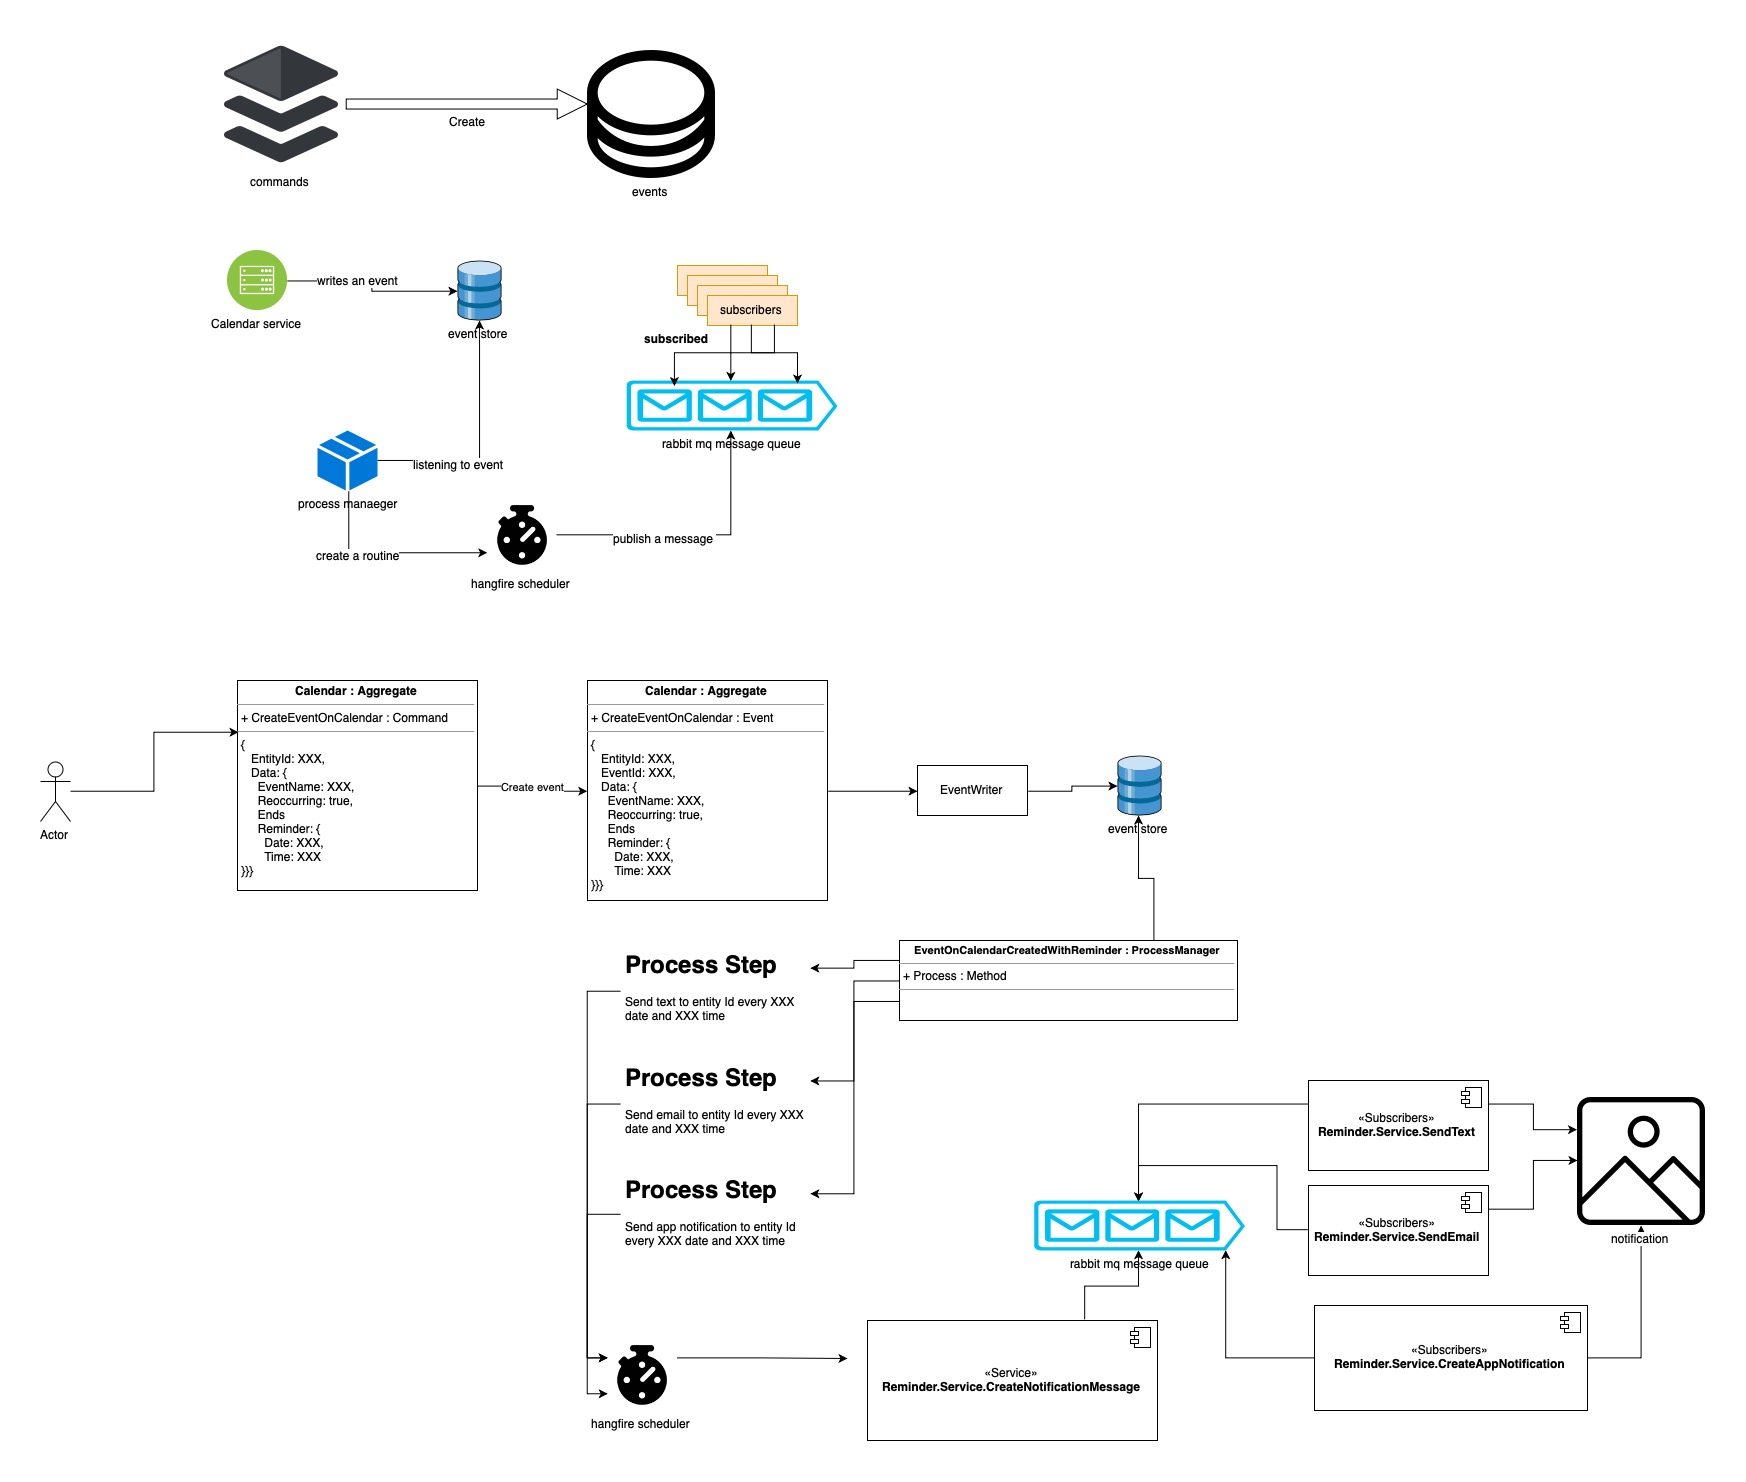 Create
commands
events
writes an event
Calendar service
event store
subscribers
subscribed
rabbit mq message queue
listening to event
process manaeger
create a routine
publish a message
hangfire scheduler
Calendar : Aggregate
+ CreateEventOnCalendar : Command
{
EntityId: XXX,
Data: {
EventName: XXX,
Reoccurring: true,
Ends
Reminder: {
Date: XXX,
Time: XXX
}}}
Create event
Calendar : Aggregate
+ CreateEventOnCalendar : Event
{
EntityId: XXX,
EventId: XXX,
Data: {
EventName: XXX,
Reoccurring: true,
Ends
Reminder: {
Date: XXX,
Time: XXX
}}}
EventWriter
event store
Actor
EventOnCalendarCreatedWithReminder : ProcessManager
+ Process : Method
Process Step
Send text to entity Id every XXX
date and XXX time
Process Step
Send email to entity Id every XXX
date and XXX time
Process Step
Send app notification to entity Id
every XXX date and XXX time
«Subscribers»
Reminder.Service.SendText
«Subscribers»
Reminder.Service.SendEmail
notification
rabbit mq message queue
«Subscribers»
Reminder.Service.CreateAppNotification
«Service»
Reminder.Service.CreateNotificationMessage
hangfire scheduler